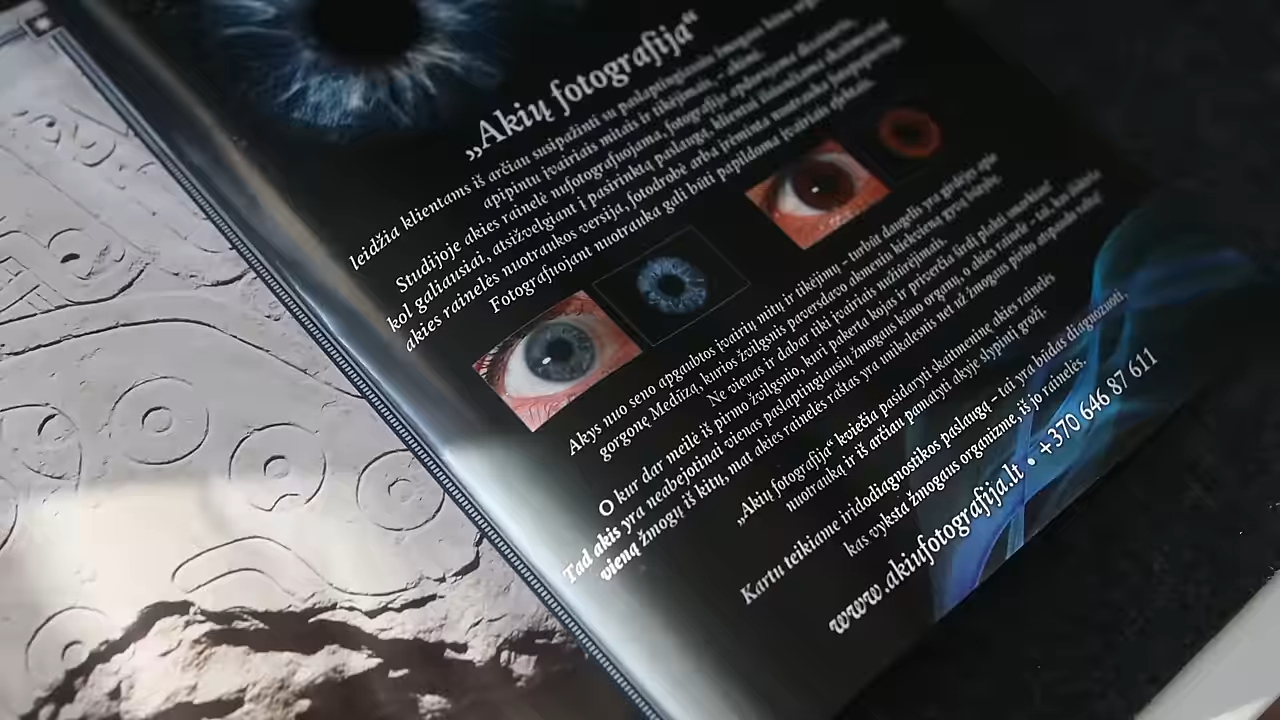 „Akių fotografija“
leidžia klientams iš arčiau susipažinti su paslaptingiausiu žmogaus kūno
apipintu įvairiais mitais ir tikėjimais, – akimi.
Studijoje akies rainelė nufotografuojama, fotografija apdorojama
kol galiausiai, atsižvelgiant į pasirinktą paslaugą, klientui išsiunčiama
akies rainelės nuotraukos versija, fotodrobė arba įrėminta nuotrauka
Fotografuojant nuotrauka gali būti papildoma įvairiais efektais.
Akys nuo seno apgaubtos įvairių mitų ir tikėjimų – turbūt daugelis yra girdėję apie
gorgonę Medūzą, kurios žvilgsnis paversdavo akmeniu kiekvieną gyvą būtybę.
Ne vienas ir dabar tiki įvairiais nužiūrėjimais.
O kur dar meilė iš pirmo žvilgsnio, kuri pakerta kojas ir priverčia širdį plakti smarkiau!
Tad akis yra neabejotinai vienas paslaptingiausių žmogaus kūno organų, o akies rainelė – tai, kas išskiria
vieną žmogų iš kitų, mat akies rainelės raštas yra unikalesnis net už žmogaus piršto atspaudo raštą!
„Akių fotografija“ kviečia pasidaryti skaitmeninę akies rainelės
nuotrauką ir iš arčiau pamatyti akyje slypintį grožį.
Kartu teikiame iridodiagnostikos paslaugą – tai yra būdas diagnozuoti,
kas vyksta žmogaus organizme, iš jo rainelės.
www.akiufotografija.lt • +370 646 87 611